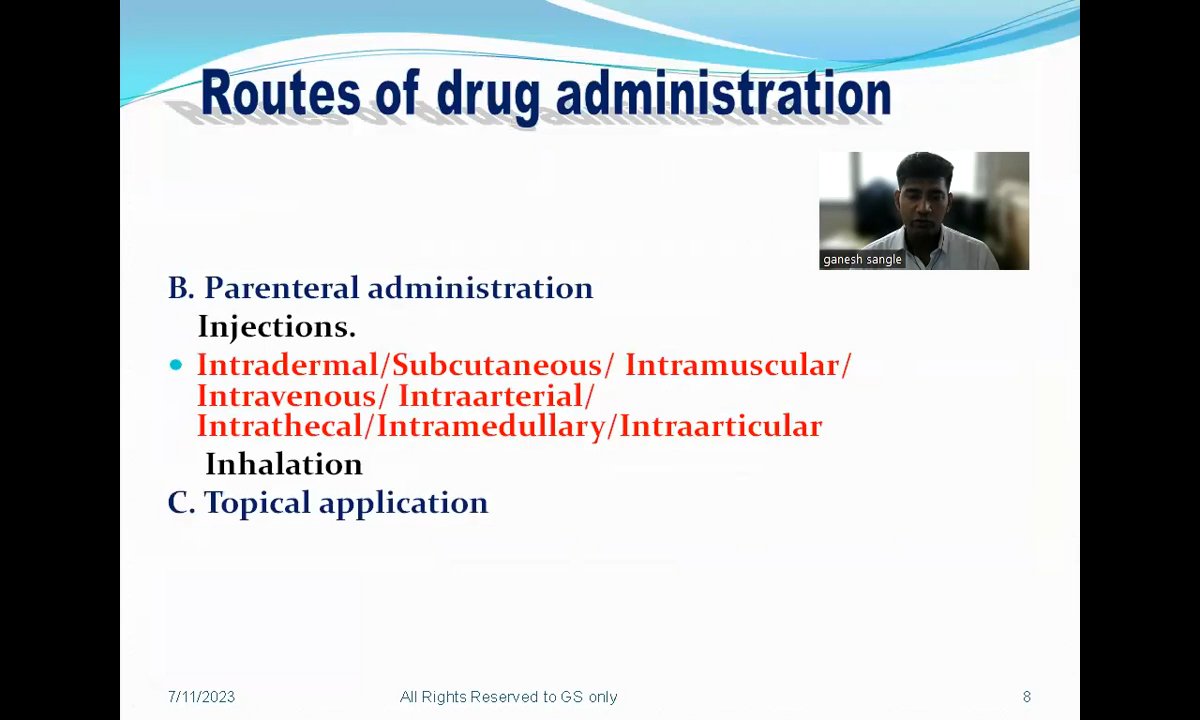 Routes of drug administration
ganesh sangle
B. Parenteral administration
Injections.
Intradermal/Subcutaneous/ Intramuscular/
Intravenous/ Intraarterial/
Intrathecal/Intramedullary/Intraarticular
Inhalation
C. Topical application
7/11/2023 All Rights Reserved to GS only 8